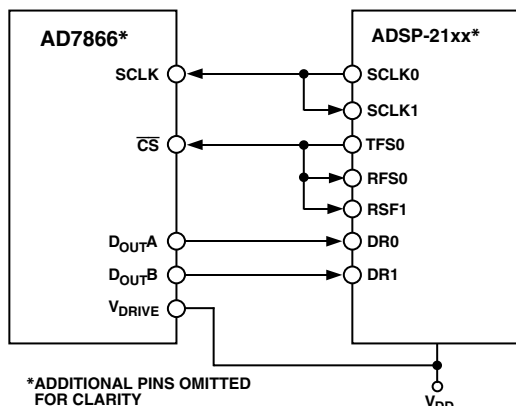 AD7866*
ADSP-21xx*
SCLK
SCLK0
SCLK1
CS
TFS0
RFS0
RSF1
DOUTA
DR0
DOUTB
DR1
VDRIVE
*ADDITIONAL PINS OMITTED
FOR CLARITY
VDD